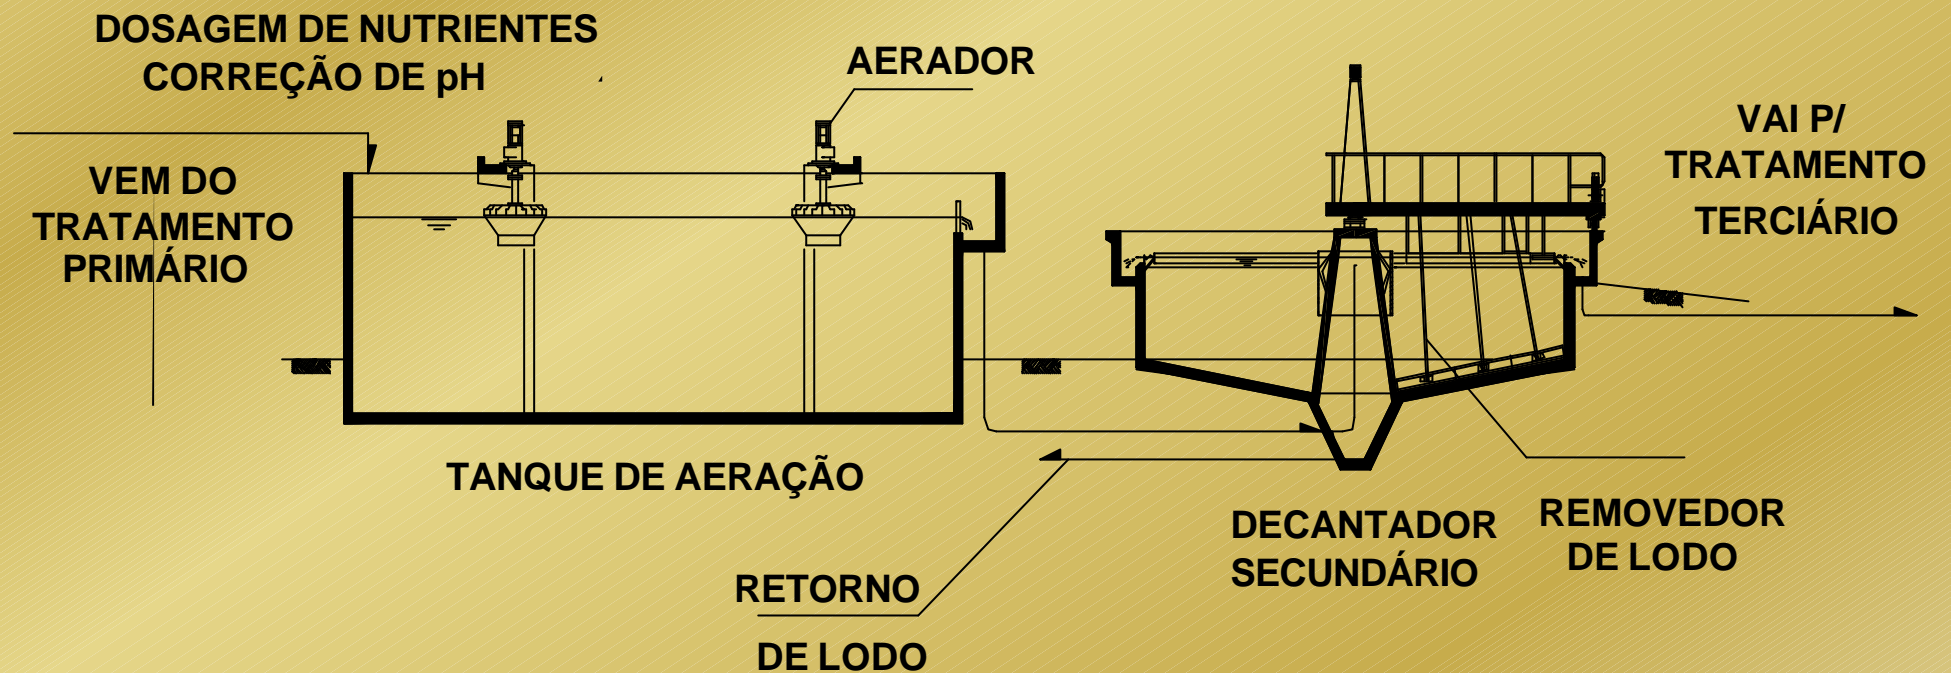 DOSAGEM DE NUTRIENTES
CORREÇÃO DE pH
AERADOR
VEM DO
TRATAMENTO
PRIMÁRIO
VAI P/
TRATAMENTO
TERCIÁRIO
TANQUE DE AERAÇÃO
RETORNO
DE LODO
DECANTADOR
SECUNDÁRIO
REMOVEDOR
DE LODO